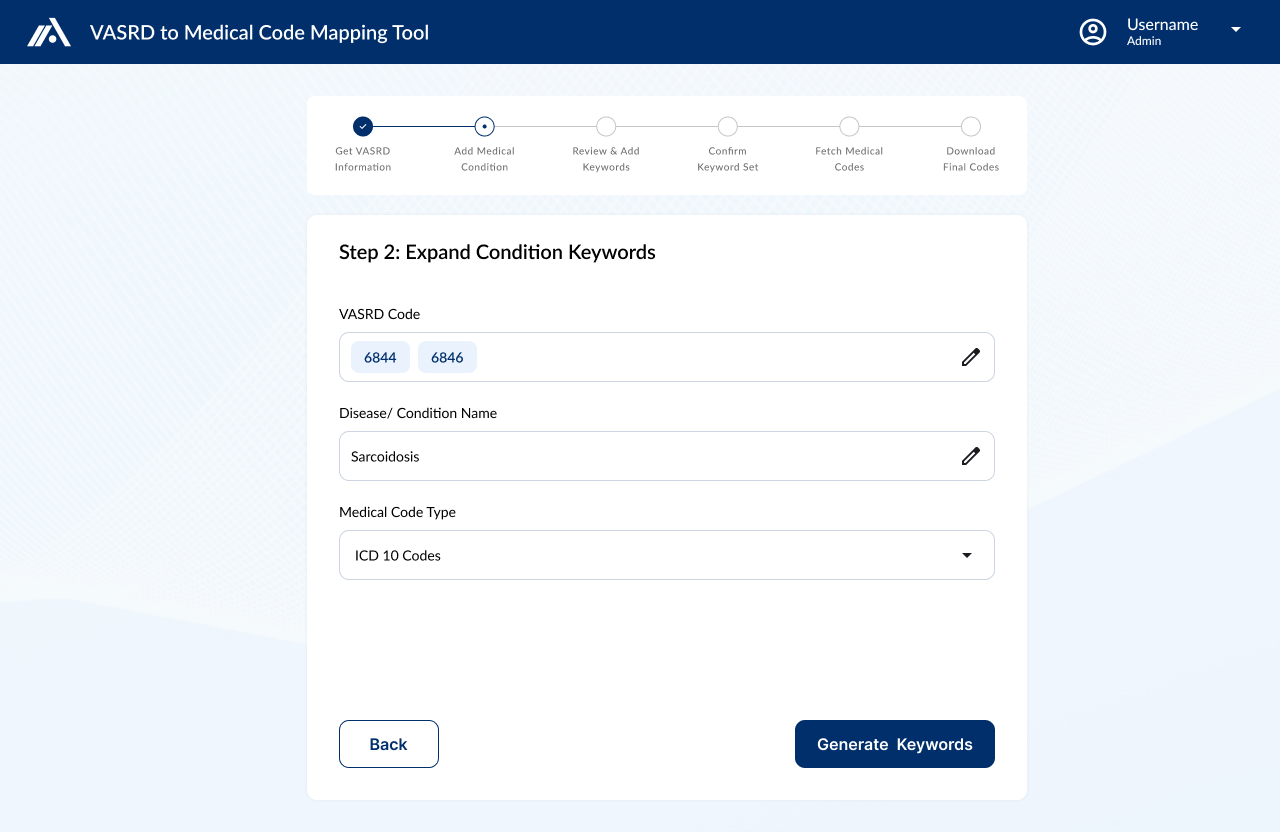 VASRD to Medical Code Mapping Tool
Username
Admin
Get VASRD
Information
Add Medical
Condition
Review & Add
Keywords
Confirm
Keyword Set
Fetch Medical
Codes
Download
Final Codes
Step 2: Expand Condition Keywords
VASRD Code
6844 6846
Disease/ Condition Name
Sarcoidosis
Medical Code Type
ICD 10 Codes
Back
Generate Keywords